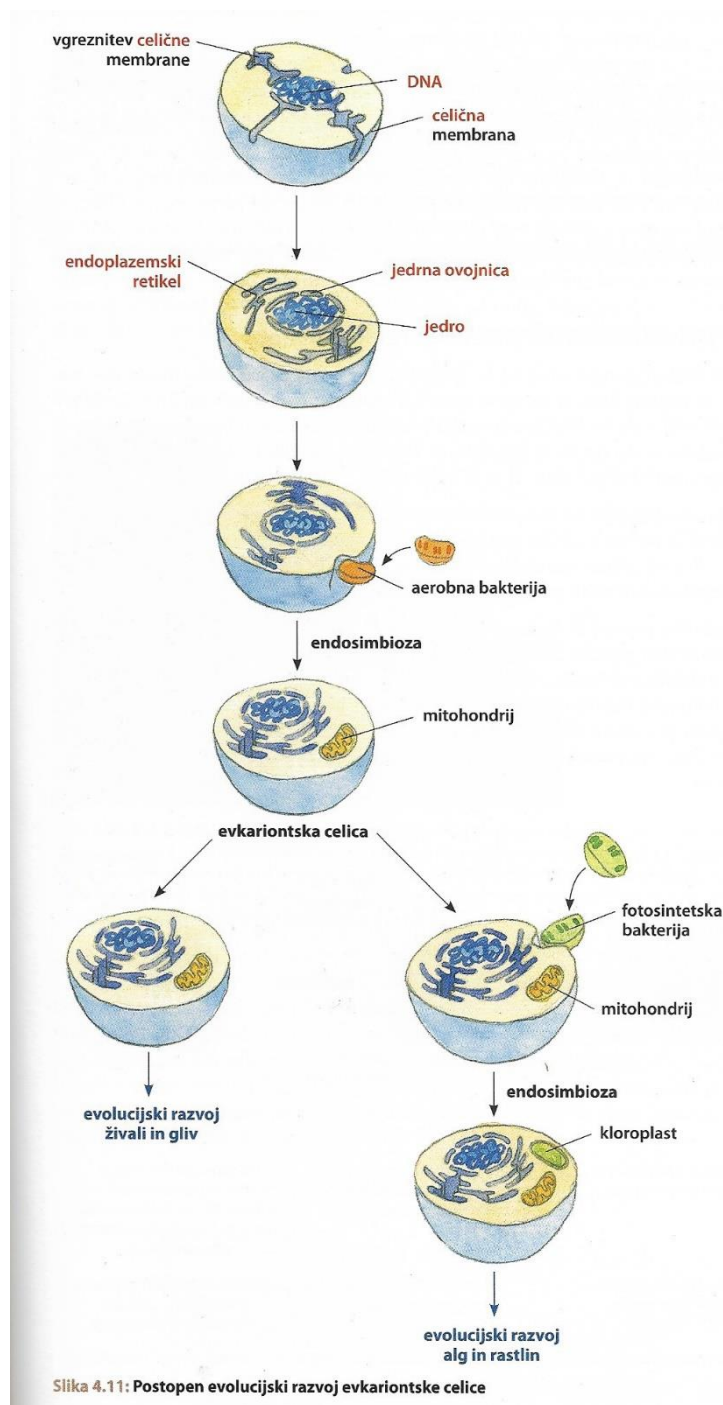 vgreznitev celične
membrane
DNA
celična
membrana
endoplazemski
retikel
jedrna ovojnica
jedro
aerobna bakterija
endosimbioza
mitohondrij
evkariontska celica
fotosintetska
bakterija
mitohondrij
evolucijski razvoj
živali in gliv
endosimbioza
kloroplast
evolucijski razvoj
alg in rastlin
Slika 4.11: Postopen evolucijski razvoj evkariontske celice